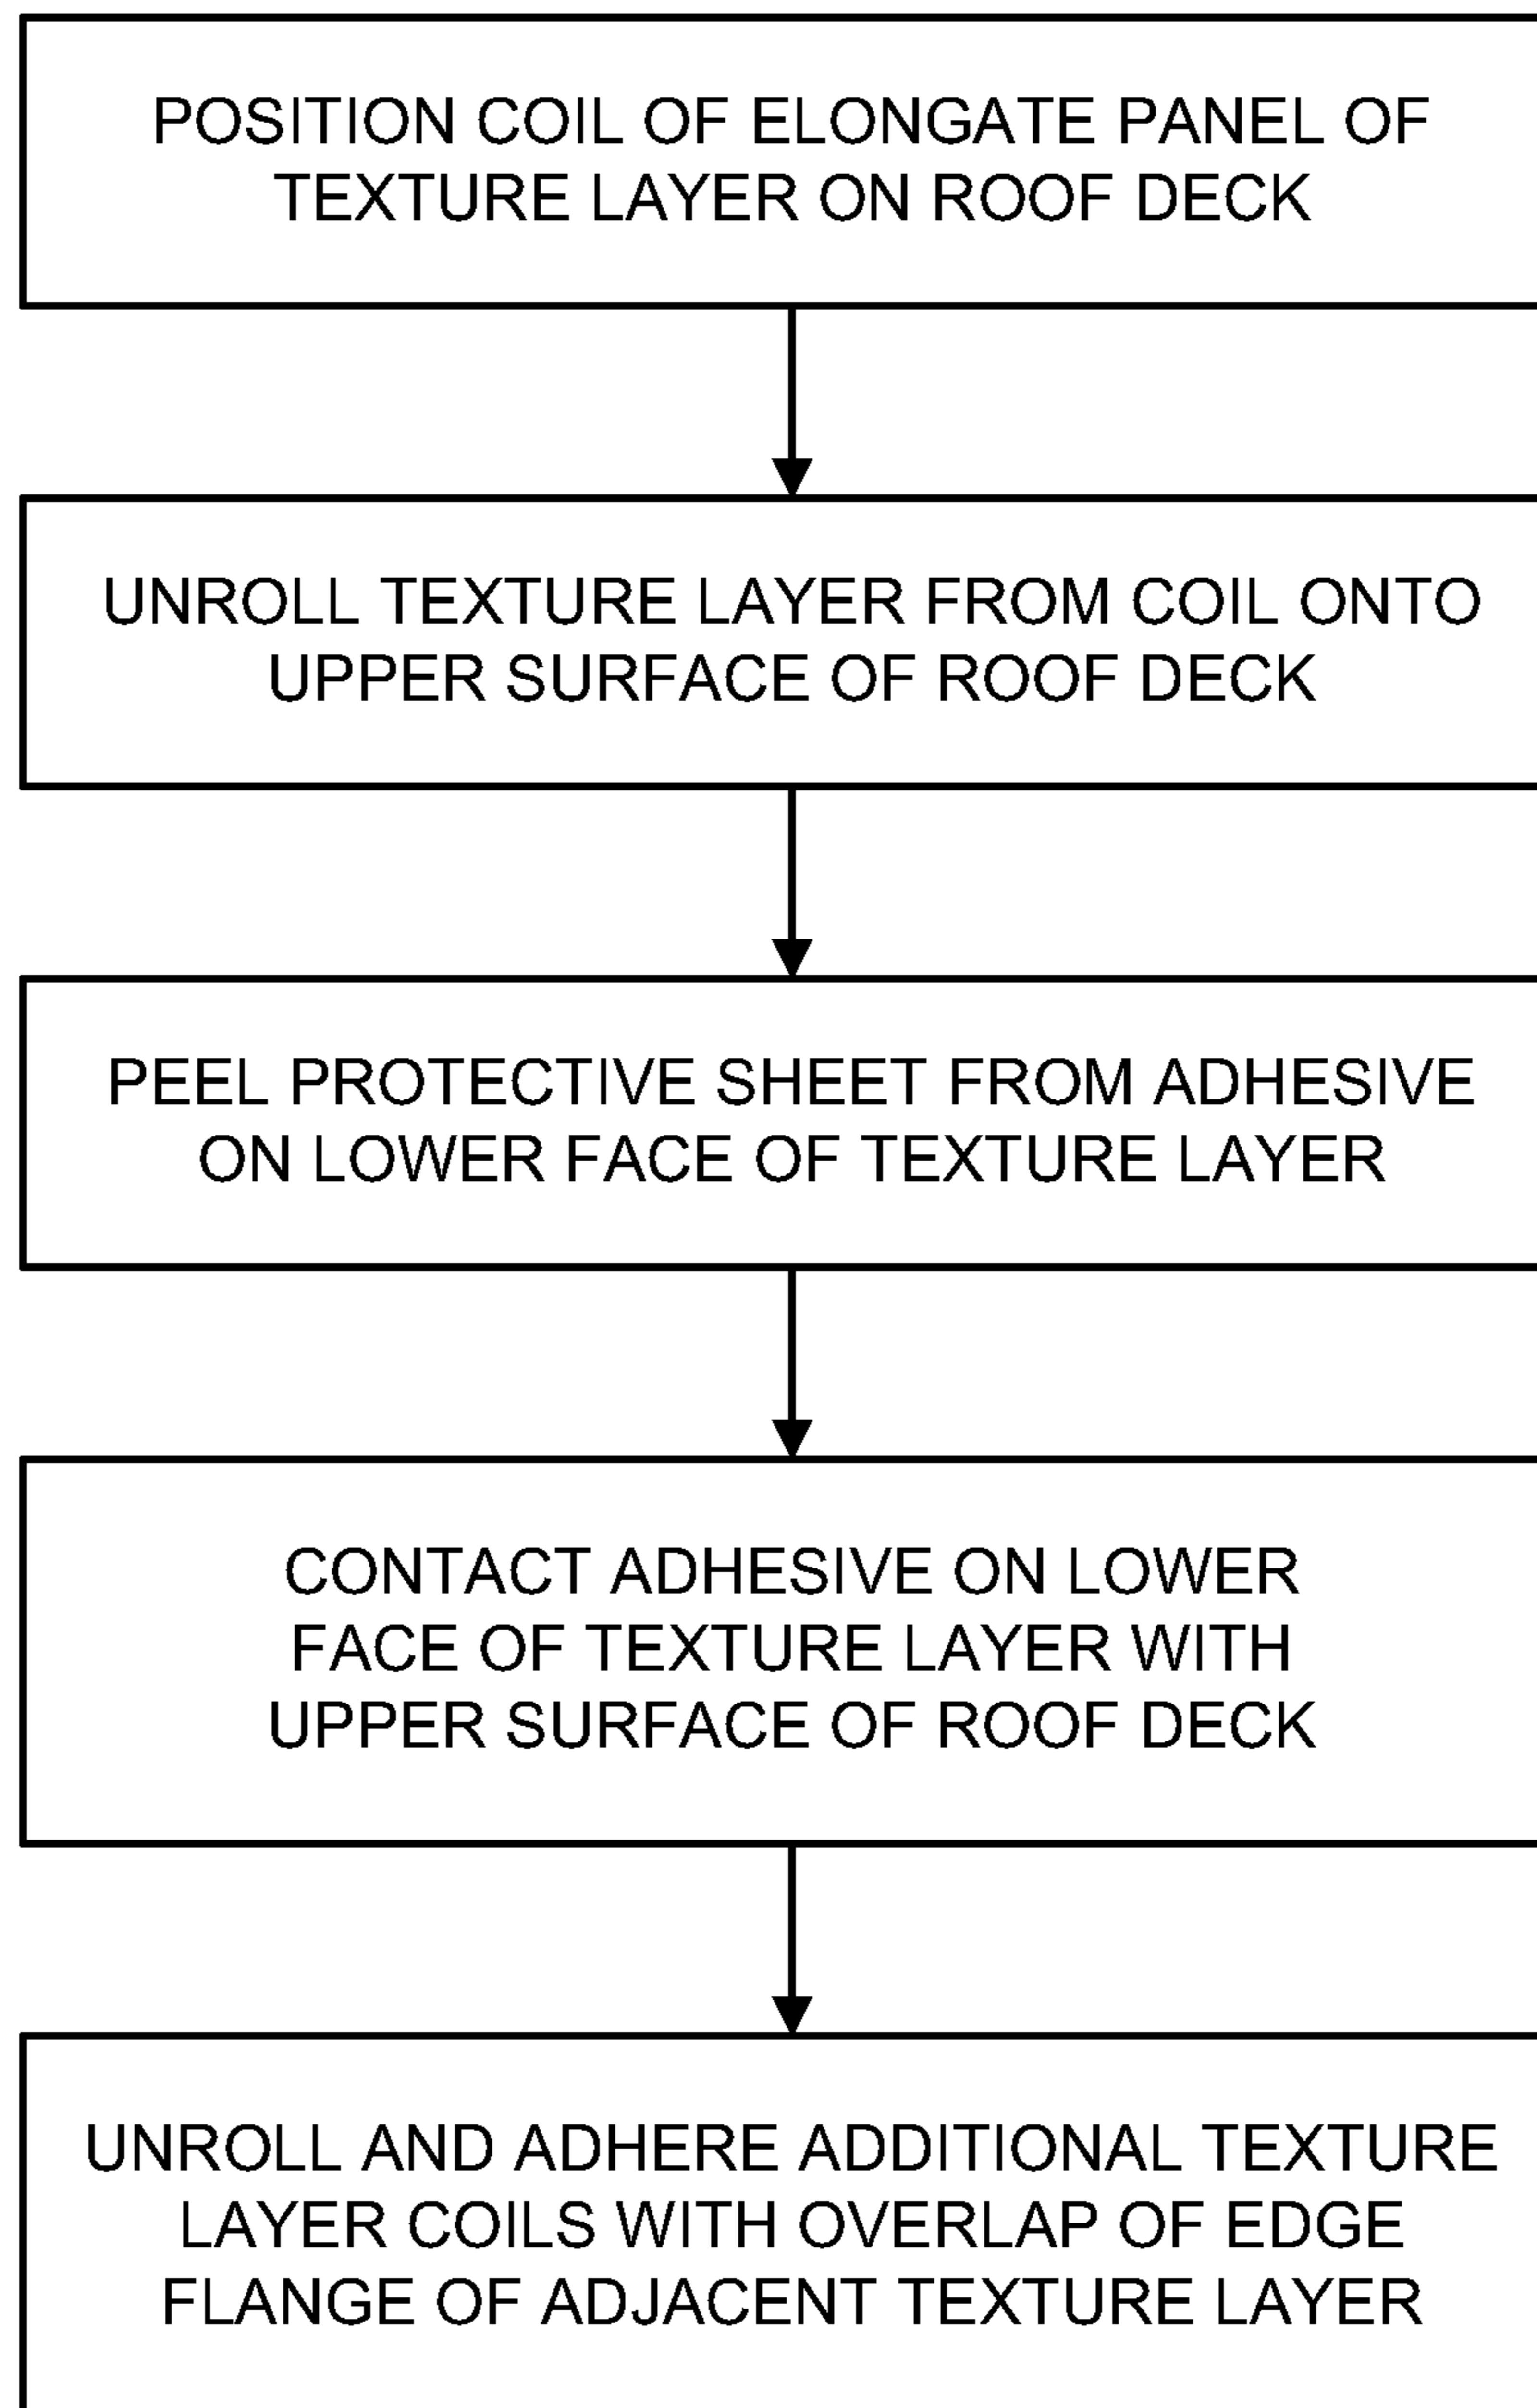 POSITION COIL OF ELONGATE PANEL OF
TEXTURE LAYER ON ROOF DECK
UNROLL TEXTURE LAYER FROM COIL ONTO
UPPER SURFACE OF ROOF DECK
PEEL PROTECTIVE SHEET FROM ADHESIVE
ON LOWER FACE OF TEXTURE LAYER
CONTACT ADHESIVE ON LOWER
FACE OF TEXTURE LAYER WITH
UPPER SURFACE OF ROOF DECK
UNROLL AND ADHERE ADDITIONAL TEXTURE
LAYER COILS WITH OVERLAP OF EDGE
FLANGE OF ADJACENT TEXTURE LAYER